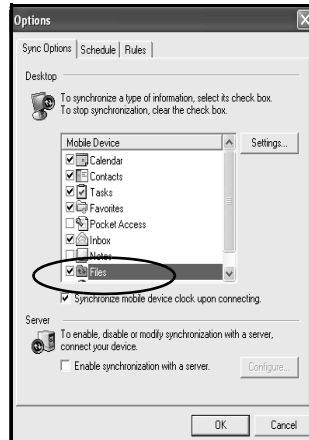 Options
Sync Options Schedule Rules
Desktop
To synchronize a type of information, select its check box.
To stop synchronization, clear the check box.
Mobile Device
Settings...
Calendar
Contacts
Tasks
Favorites
Pocket Access
Inbox
Notes
Files
Synchronize mobile device clock upon connecting.
Server
To enable, disable or modify synchronization with a server,
connect your device.
Enable synchronization with a server.
Configure...
OK Cancel